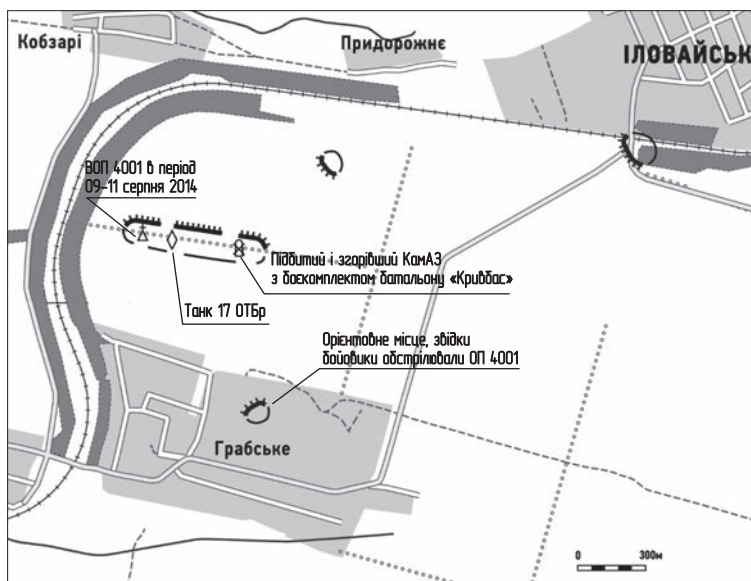 Кобзарі
Придорожнє
ІЛОВАЙСЬК
ВОП 4001 в період
09–11 серпня 2014
Підбитий і згорівший КамАЗ
з боєкомплектом батальону «Кривбас»
Танк 17 ОТБр
Орієнтовне місце, звідки
бойовики обстрілювали ОП 4001
Грабське
0 300м